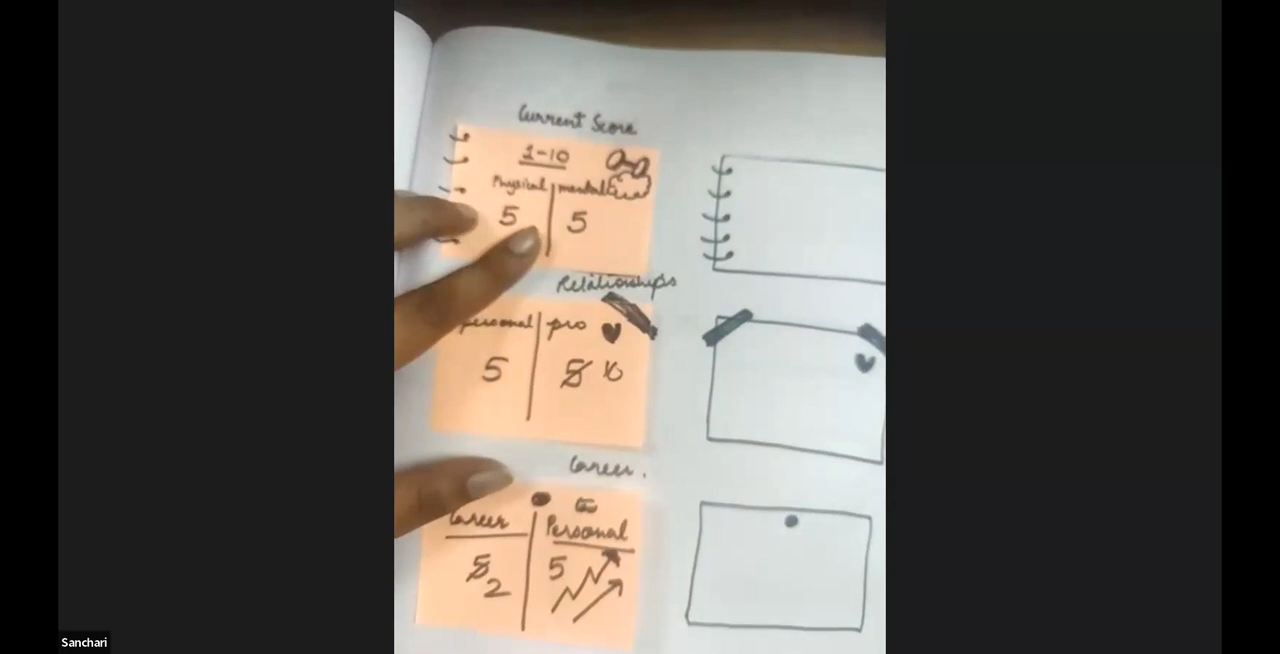 Current Score
1-10
Physical mental
5 5
Relationships
personal pro
5 5 10
Career.
Career Personal
5 5
2
Sanchari